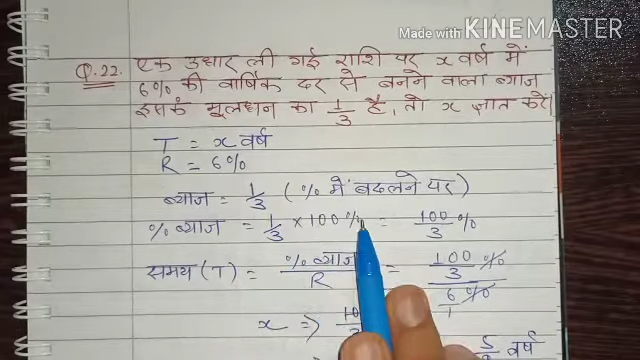 Made with KINEMASTER
Q.22. एक उधार ली गई राशि पर x वर्ष में
6% की वार्षिक दर से बनने वाला ब्याज
इसके मूलधन का 1/3 है, तो x ज्ञात करें।
T = x वर्ष
R = 6%
ब्याज = 1/3 (% में बदलने पर)
% ब्याज = 1/3 × 100% = 100/3 %
समय (T) = % ब्याज / R = 100/3 % / 6 %
1
x ⇒
वर्ष